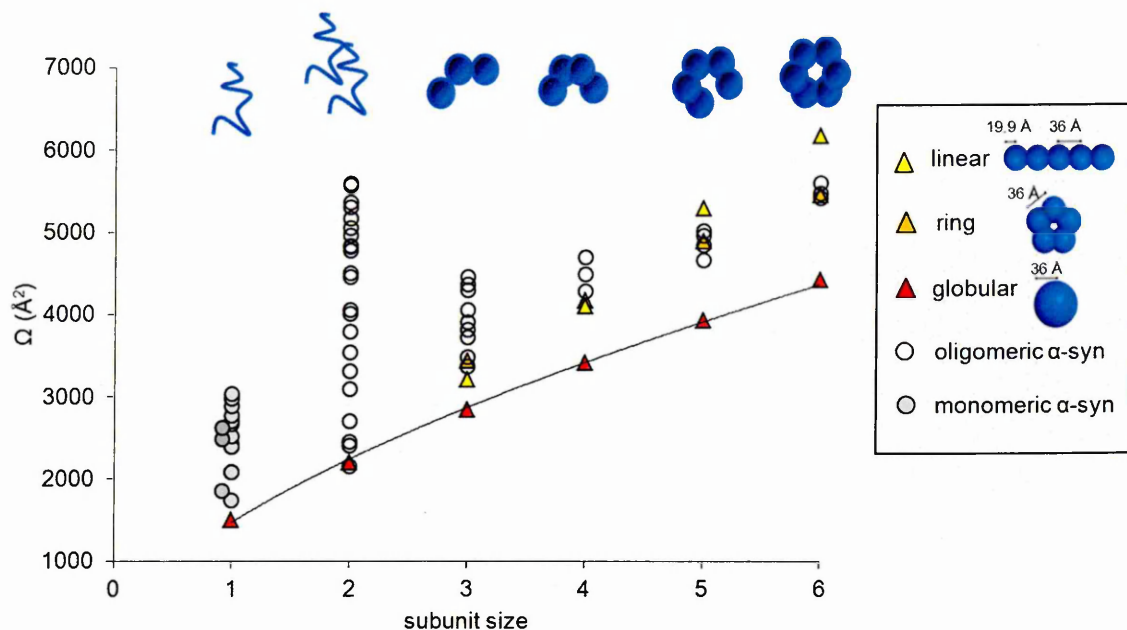 7000
6000
5000
4000
3000
2000
1000
Ω (Å²)
0 1 2 3 4 5 6
subunit size
19.9 Å 36 Å
linear
36 Å
ring
36 Å
globular
oligomeric α-syn
monomeric α-syn